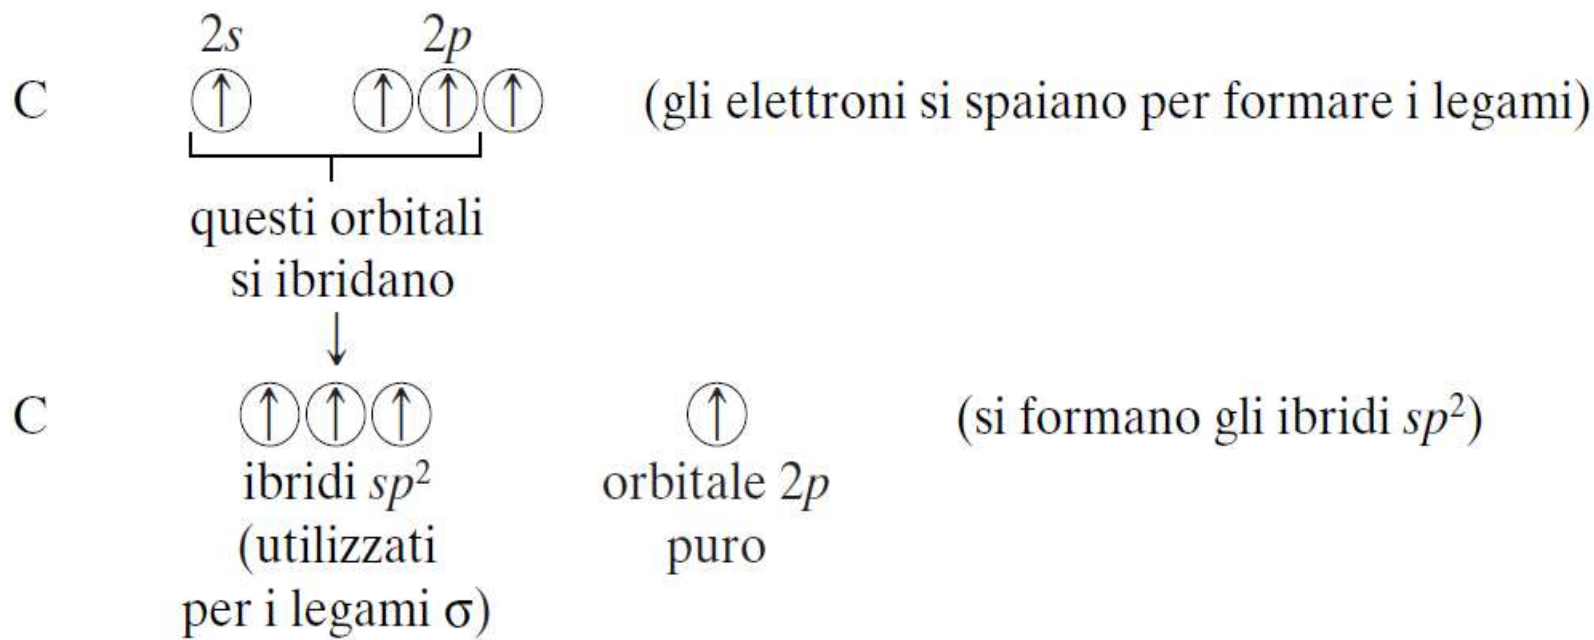 2s 2p
C ↑ ↑ ↑ ↑ (gli elettroni si spaiano per formare i legami)
questi orbitali
si ibridano
↓
C ↑ ↑ ↑ ↑ (si formano gli ibridi sp²)
ibridi sp² orbitale 2p
(utilizzati puro
per i legami σ)